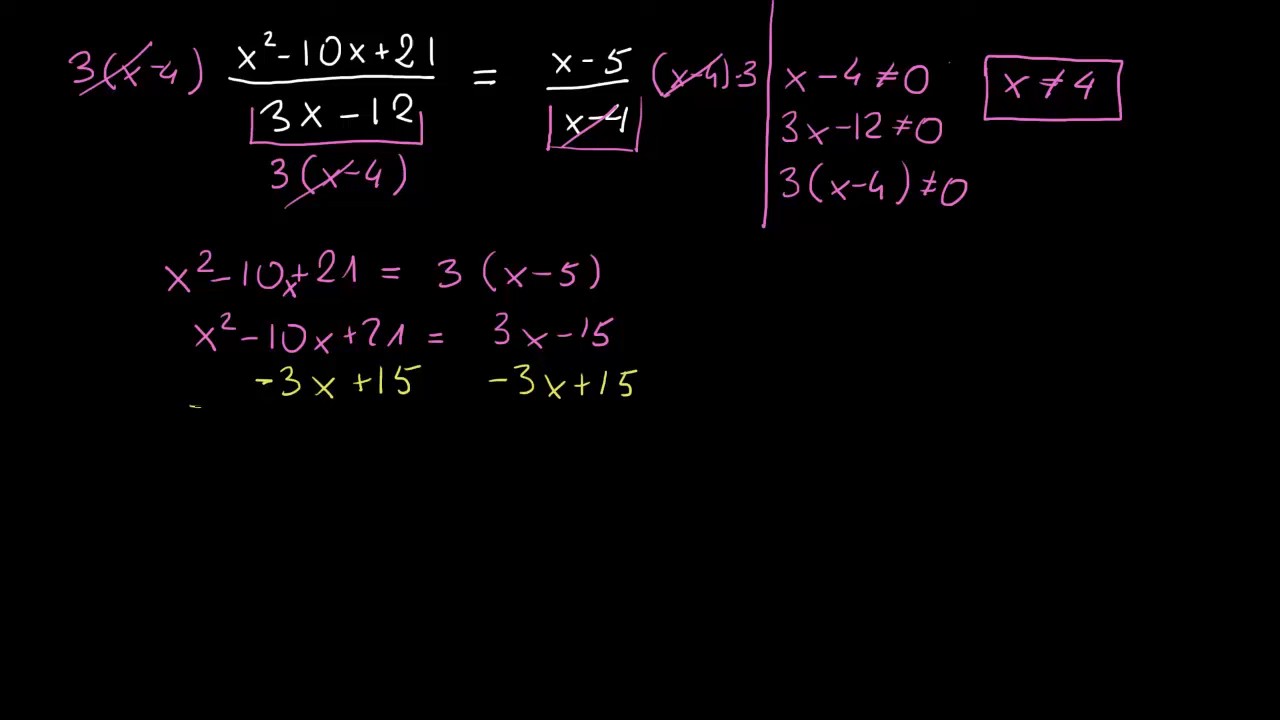 3(x-4) x²-10x+21 / 3x-12 = x-5 / x-4 (x-4)·3
3(x-4)
x-4≠0
3x-12≠0
3(x-4)≠0
x≠4
x²-10x+21 = 3(x-5)
x²-10x+21 = 3x-15
-3x+15 -3x+15